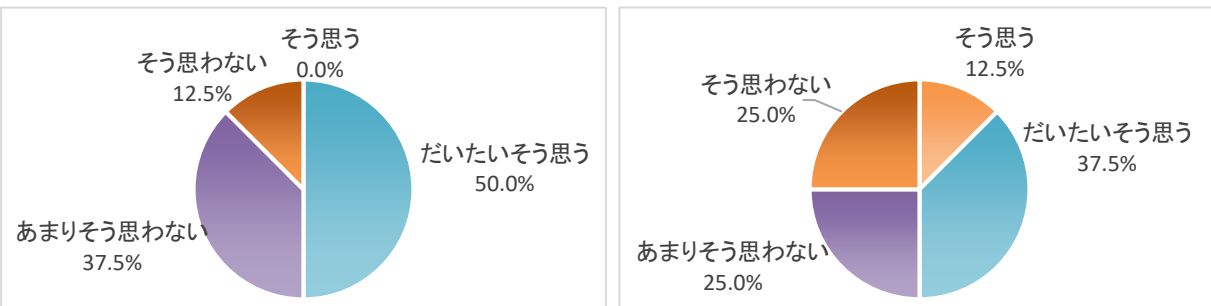 そう思う
0.0%
そう思わない
12.5%
だいたいそう思う
50.0%
あまりそう思わない
37.5%
そう思う
12.5%
そう思わない
25.0%
だいたいそう思う
37.5%
あまりそう思わない
25.0%